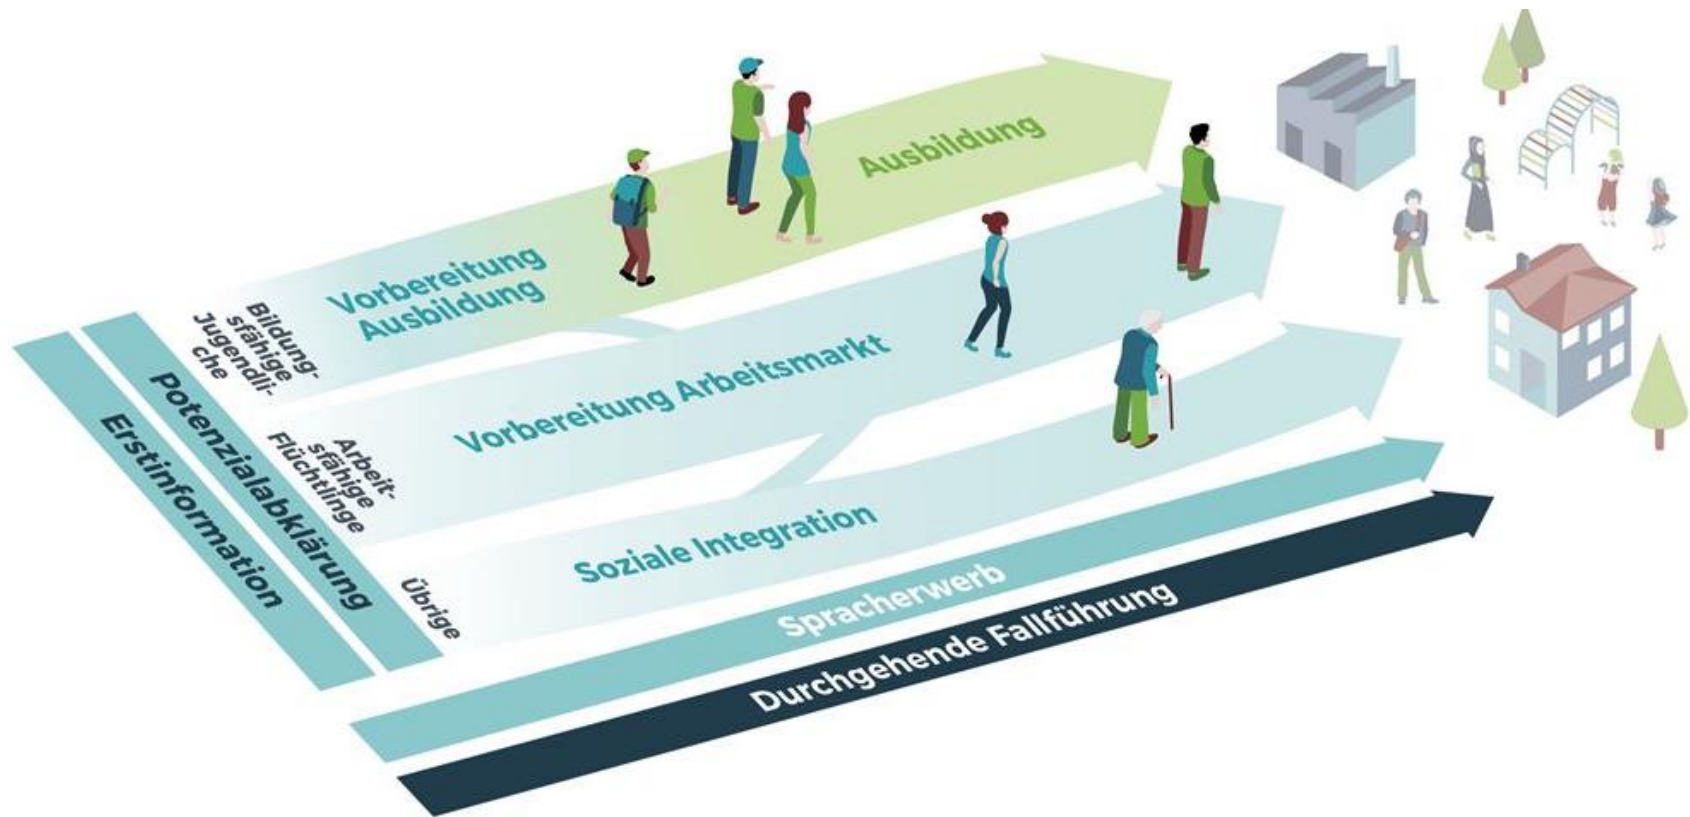 Erstinformation
Potenzialabklärung
Bildung-
sfähige
Jugendli-
che
Vorbereitung
Ausbildung
Ausbildung
Arbeit-
sfähige
Flüchtlinge
Vorbereitung Arbeitsmarkt
Übrige
Soziale Integration
Spracherwerb
Durchgehende Fallführung